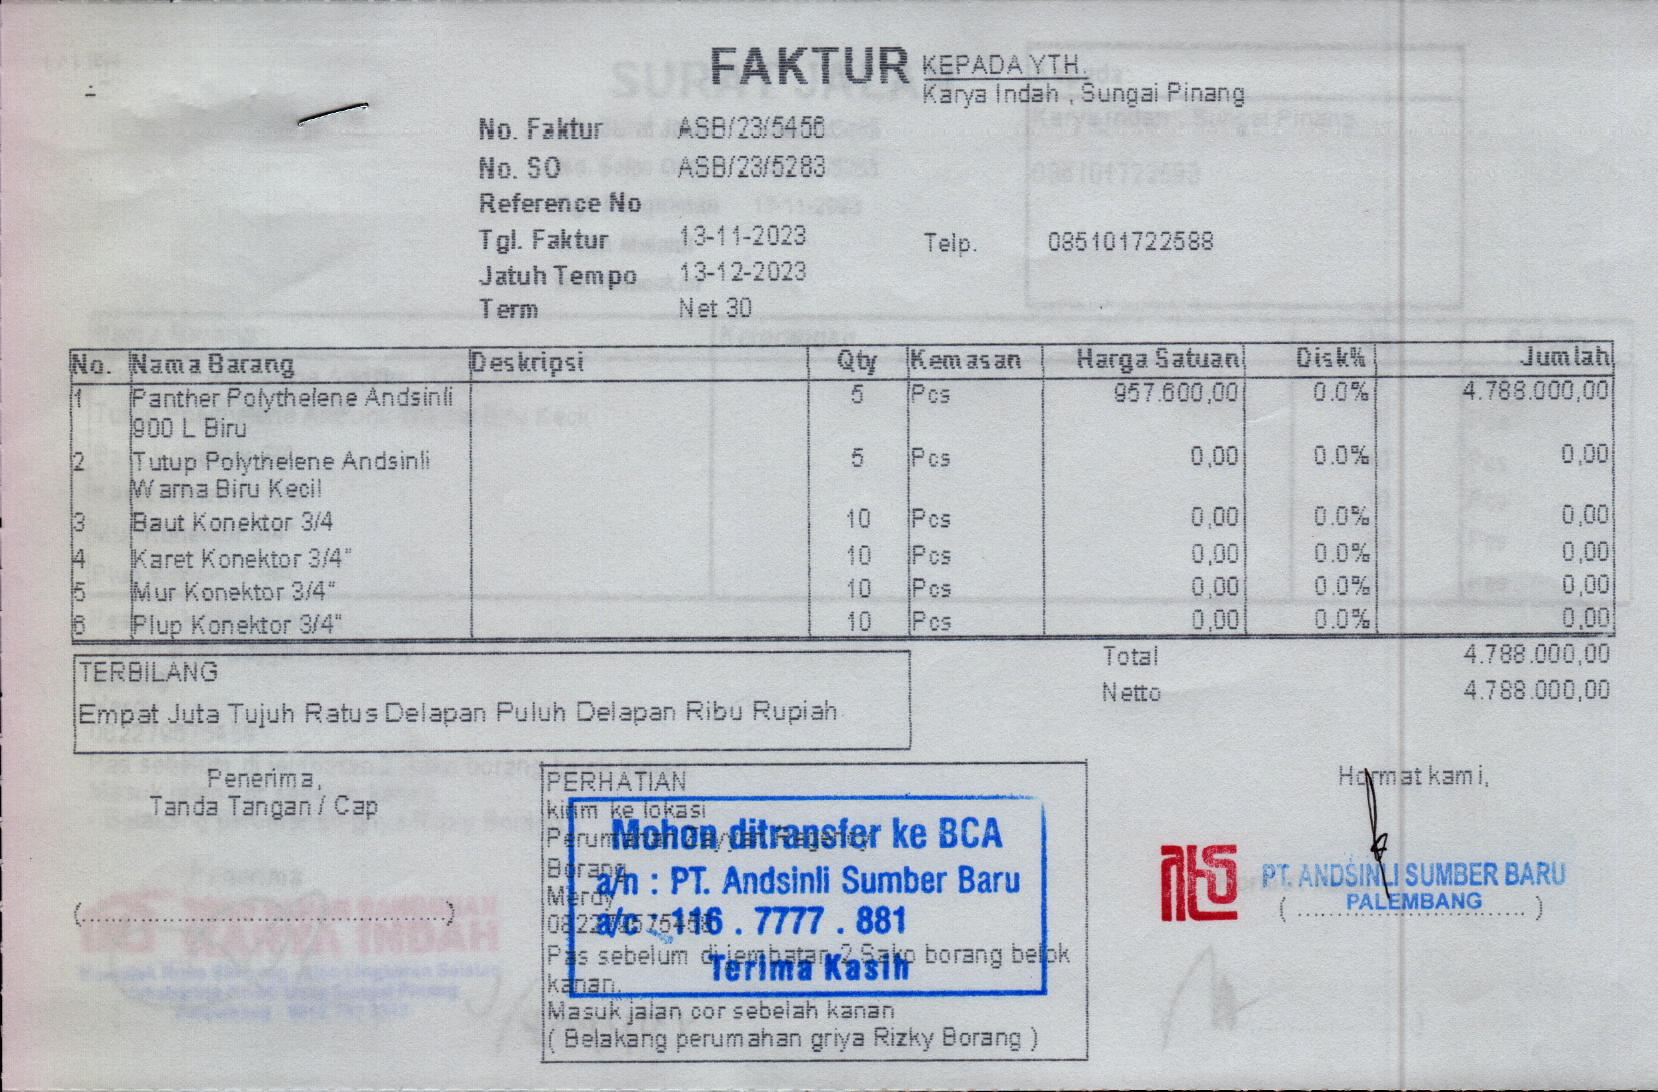 FAKTUR
KEPADA YTH.
Karya Indah , Sungai Pinang
No. Faktur ASB/23/5456
No. SO ASB/23/5283
Reference No
Tgl. Faktur 13-11-2023 Telp. 085101722588
Jatuh Tempo 13-12-2023
Term Net 30
No. Nama Barang Deskripsi Qty Kemasan Harga Satuan Disk% Jumlah
1 Panther Polythelene Andsinli 5 Pcs 957.600,00 0.0% 4.788.000,00
900 L Biru
2 Tutup Polythelene Andsinli 5 Pcs 0,00 0.0% 0,00
Warna Biru Kecil
3 Baut Konektor 3/4 10 Pcs 0,00 0.0% 0,00
4 Karet Konektor 3/4" 10 Pcs 0,00 0.0% 0,00
5 Mur Konektor 3/4" 10 Pcs 0,00 0.0% 0,00
6 Plup Konektor 3/4" 10 Pcs 0,00 0.0% 0,00
Total 4.788.000,00
Netto 4.788.000,00
TERBILANG
Empat Juta Tujuh Ratus Delapan Puluh Delapan Ribu Rupiah
Penerima,
Tanda Tangan / Cap
(........................................................)
PERHATIAN
kirim ke lokasi
Perumahan Regency
Borang
Merdy
Pas sebelum di jembatan 2 Sako borang belok
kanan.
Masuk jalan cor sebelah kanan
( Belakang perumahan griya Rizky Borang )
Mohon ditransfer ke BCA
a/n : PT. Andsinli Sumber Baru
a/c : 116 . 7777 . 881
Terima Kasih
Hormat kami,
PT. ANDSINLI SUMBER BARU
PALEMBANG
(...................................)
KARYA INDAH